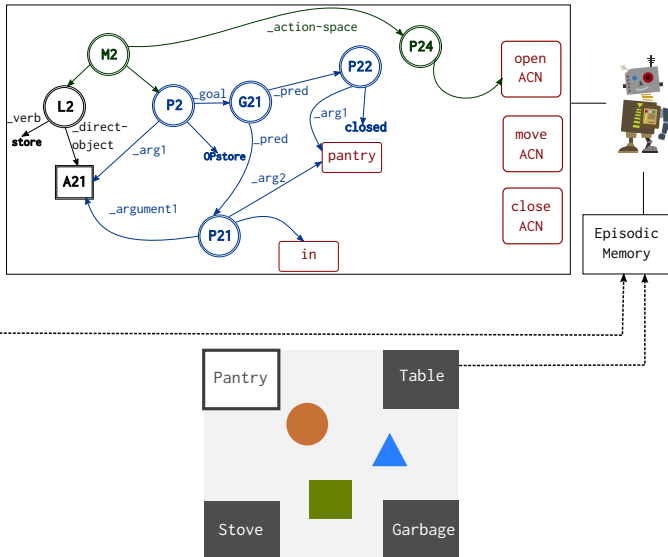 _action-space
M2
P24
P22
open
ACN
_goal
_pred
L2
P2
G21
_verb
_direct-
object
store
_arg1
closed
move
ACN
_pred
_arg1
OPstore
pantry
A21
_arg2
_argument1
close
ACN
P21
in
Episodic
Memory
Pantry
Table
Stove
Garbage